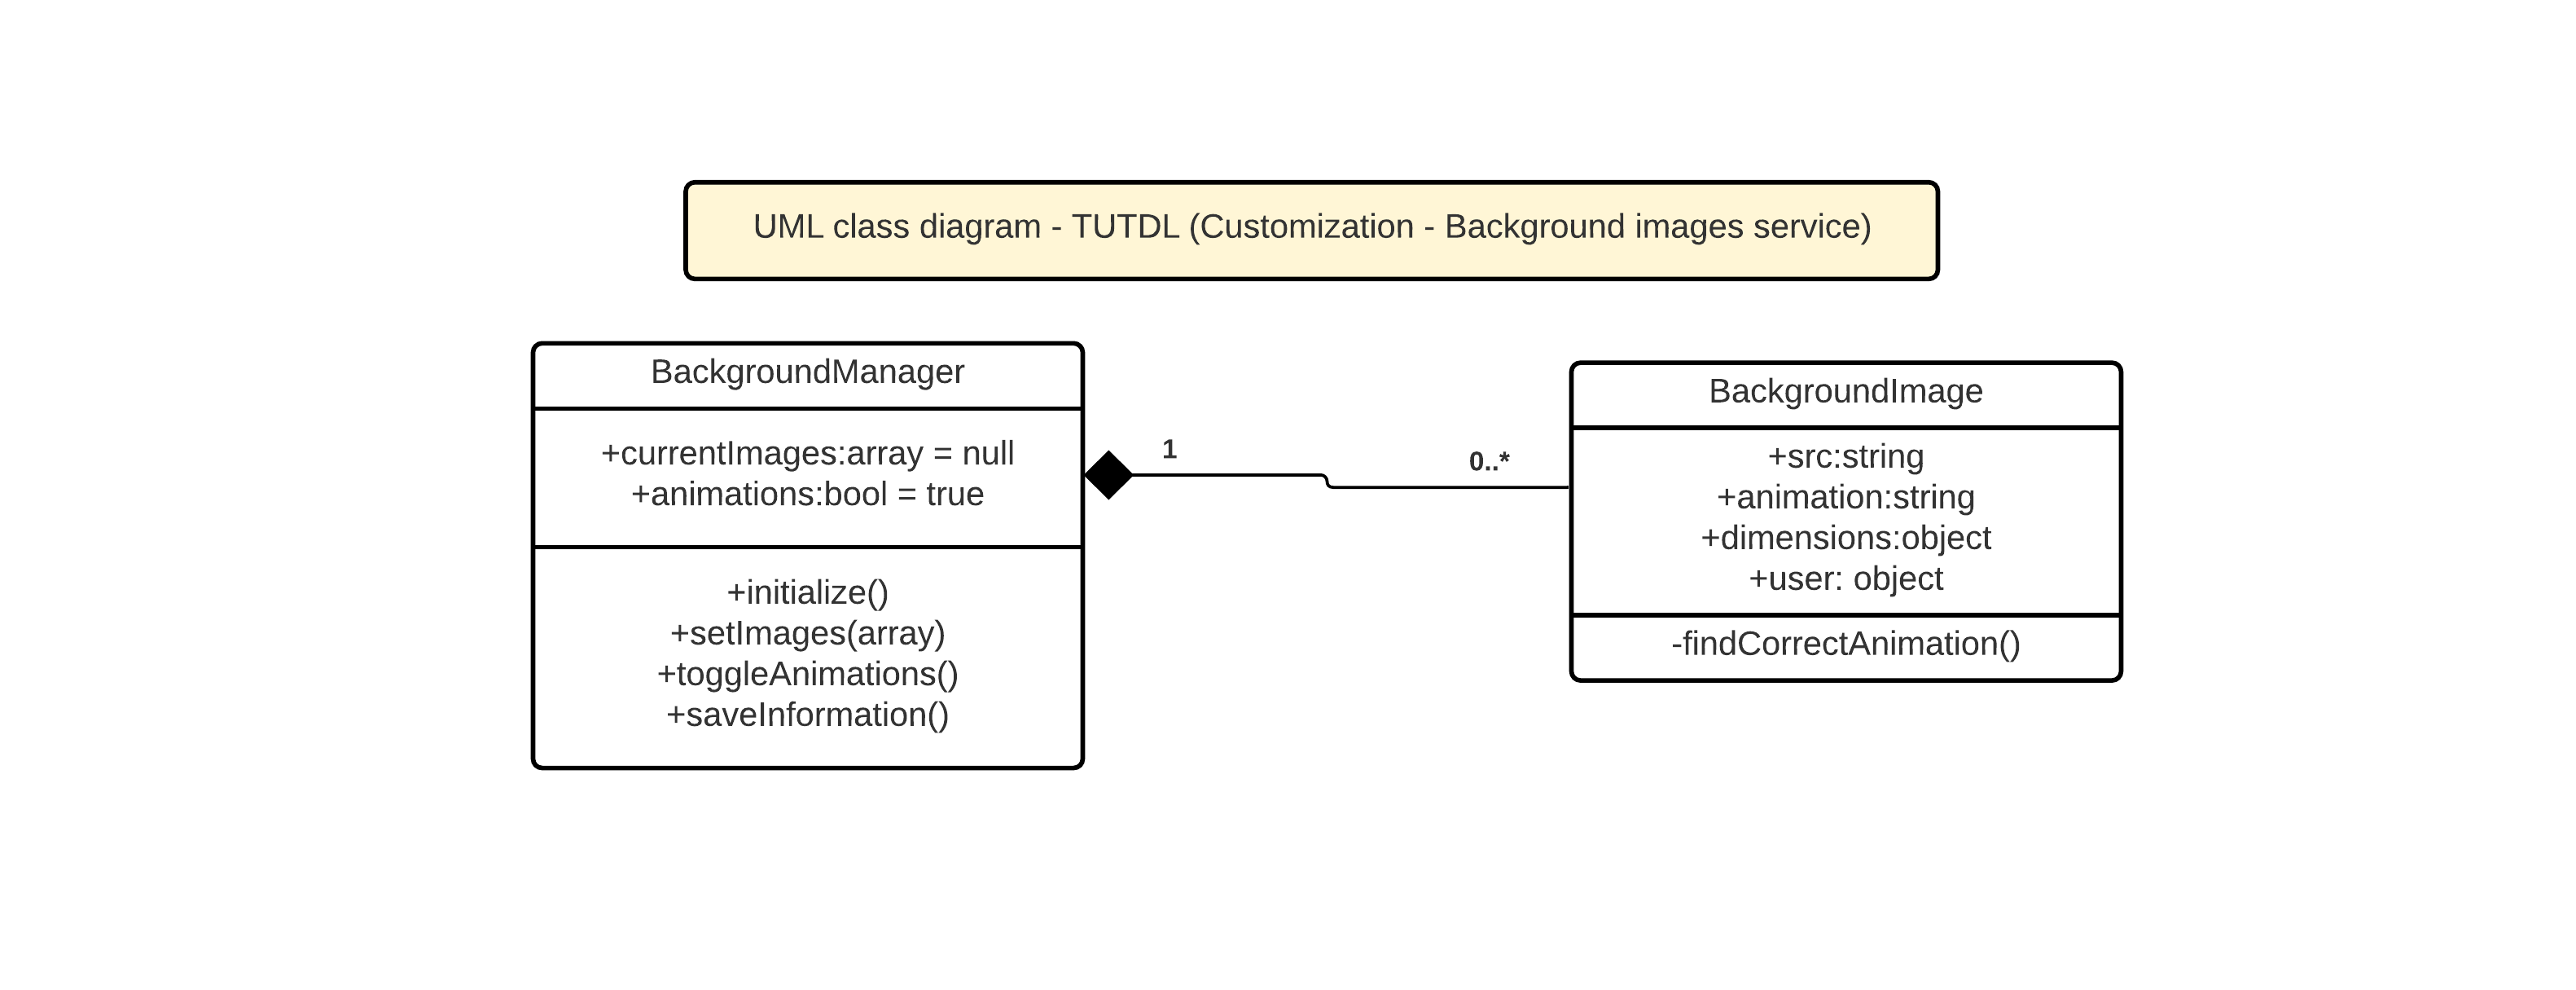 UML class diagram - TUTDL (Customization - Background images service)
BackgroundManager
+currentImages:array = null
+animations:bool = true
+initialize()
+setImages(array)
+toggleAnimations()
+saveInformation()
1
0..*
BackgroundImage
+src:string
+animation:string
+dimensions:object
+user: object
-findCorrectAnimation()